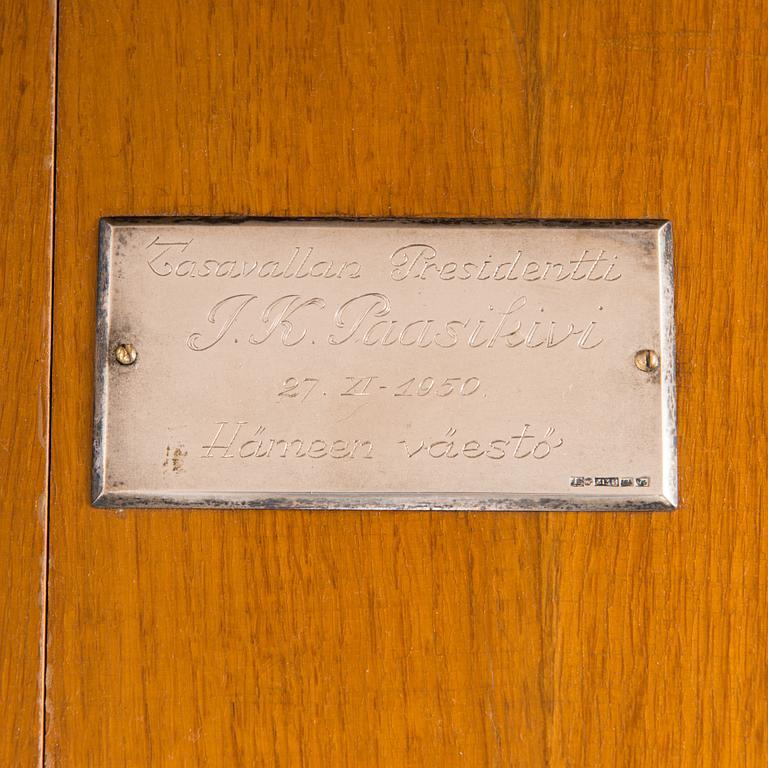 Tasavallan Presidentti
J. K. Paasikivi
27. XI - 1950.
Hämeen väestö